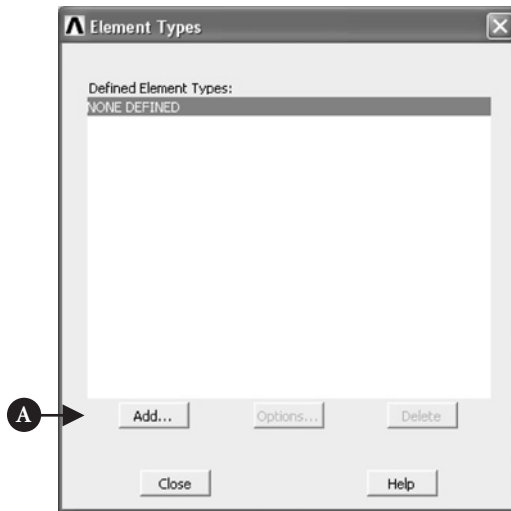 Element Types
Defined Element Types:
NONE DEFINED
A
Add... Options... Delete
Close Help